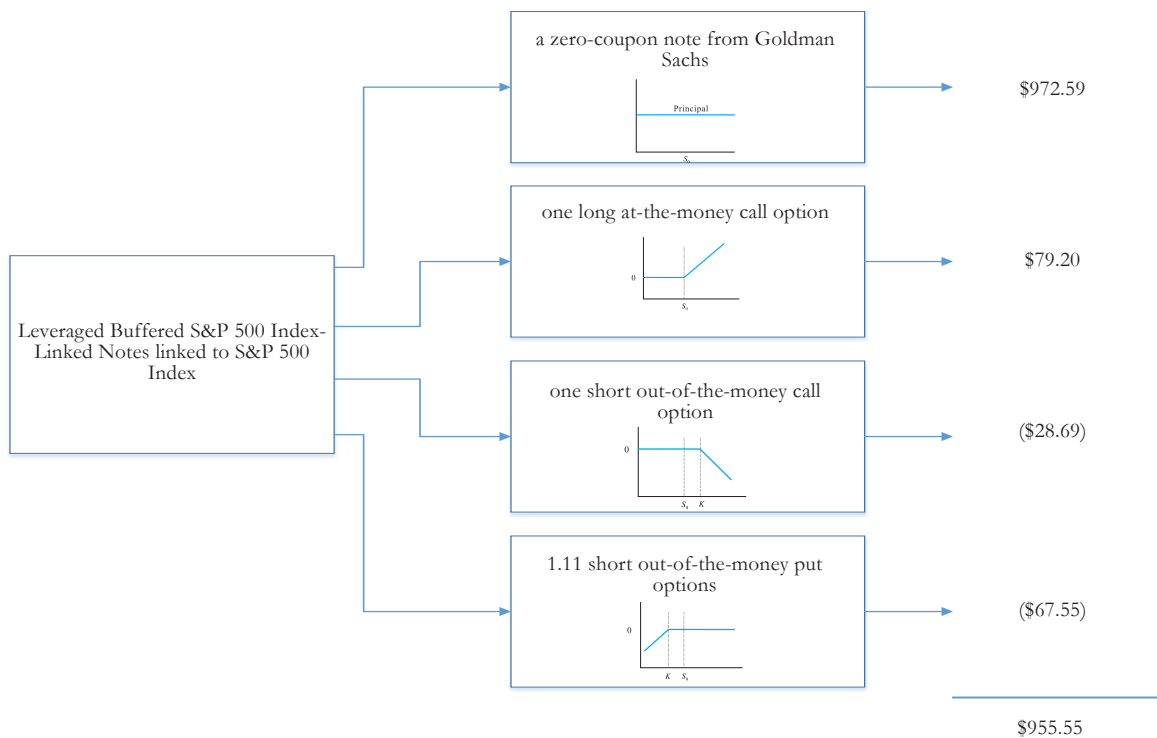 a zero-coupon note from Goldman
Sachs
Principal
S₀
$972.59
one long at-the-money call option
0
S₀
$79.20
Leveraged Buffered S&P 500 Index-
Linked Notes linked to S&P 500
Index
one short out-of-the-money call
option
0
S₀ K
($28.69)
1.11 short out-of-the-money put
options
0
K S₀
($67.55)
$955.55